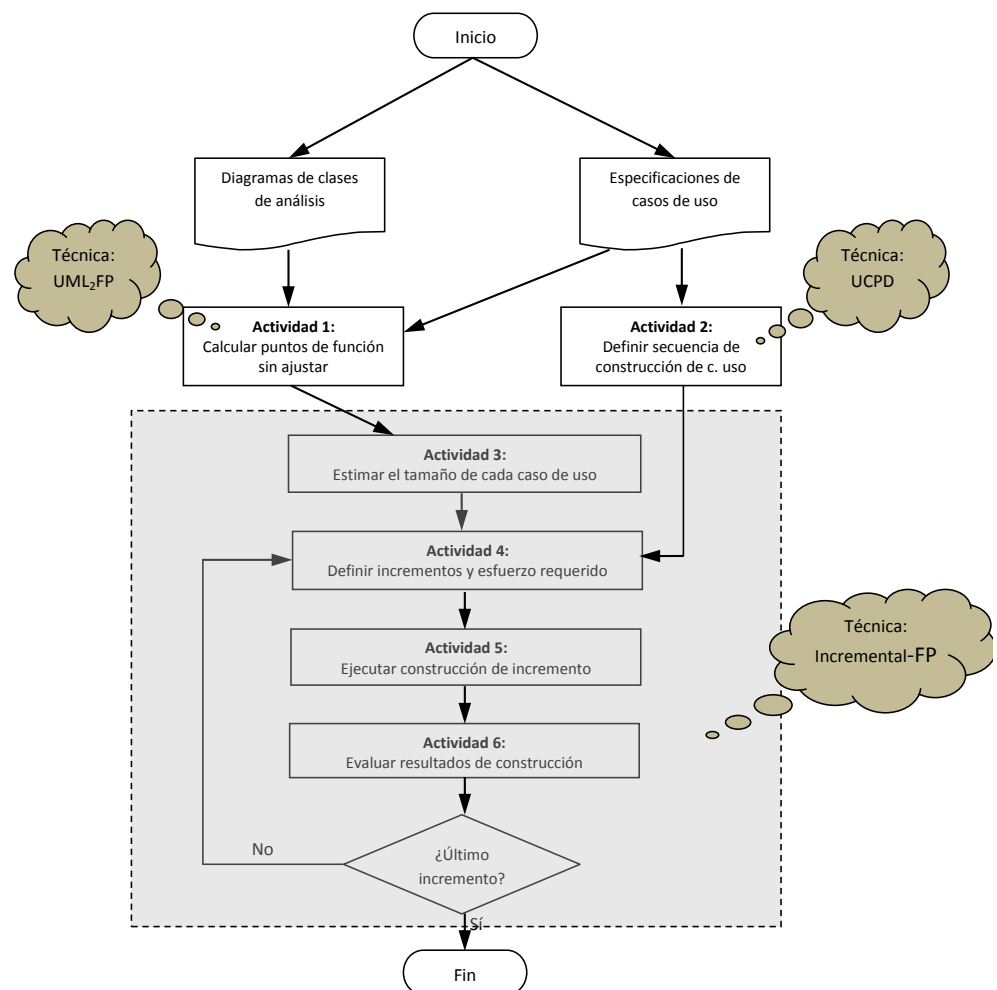 Inicio
Diagramas de clases
de análisis
Especificaciones de
casos de uso
Técnica:
UML₂FP
Técnica:
UCPD
Actividad 1:
Calcular puntos de función
sin ajustar
Actividad 2:
Definir secuencia de
construcción de c. uso
Actividad 3:
Estimar el tamaño de cada caso de uso
Actividad 4:
Definir incrementos y esfuerzo requerido
Técnica:
Incremental-FP
Actividad 5:
Ejecutar construcción de incremento
Actividad 6:
Evaluar resultados de construcción
No
¿Último
incremento?
Sí
Fin